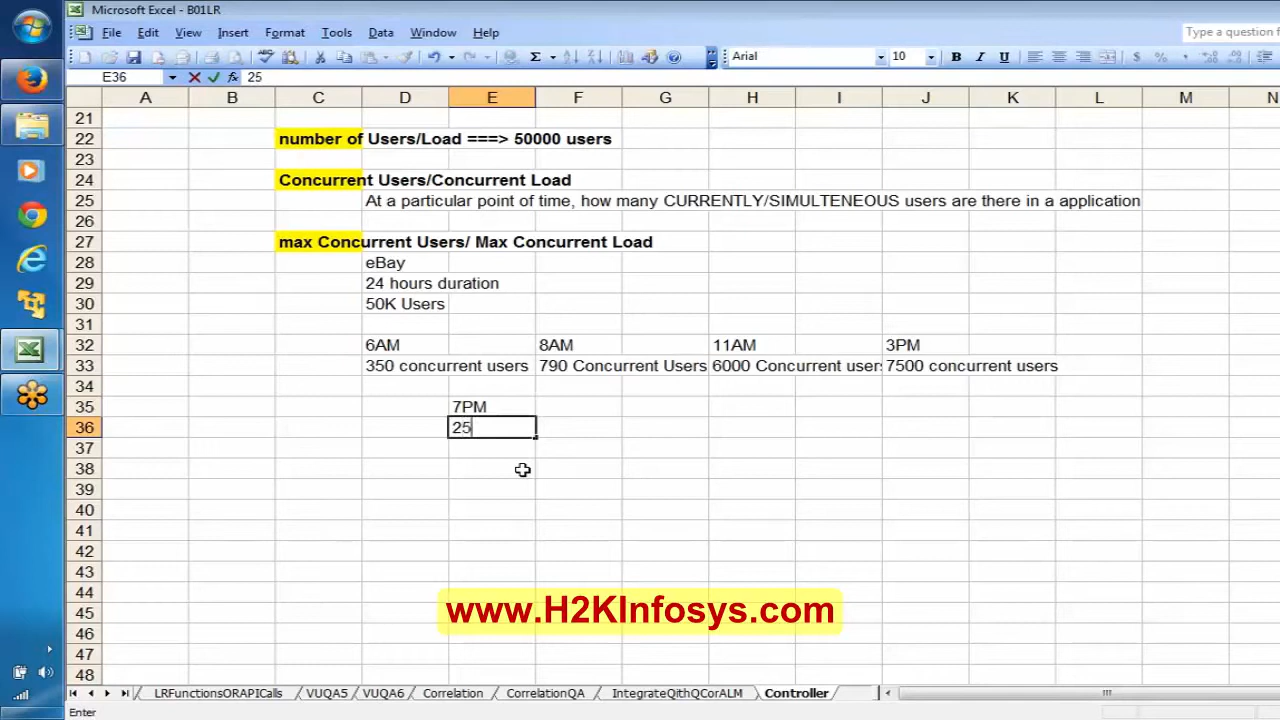 Microsoft Excel - B01LR
File Edit View Insert Format Tools Data Window Help
Type a question f
Arial 10 B I U $ %
E36 fx 25
A B C D E F G H I J K L M N
21
22 number of Users/Load ===> 50000 users
23
24 Concurrent Users/Concurrent Load
25 At a particular point of time, how many CURRENTLY/SIMULTENEOUS users are there in a application
26
27 max Concurrent Users/ Max Concurrent Load
28 eBay
29 24 hours duration
30 50K Users
31
32 6AM 8AM 11AM 3PM
33 350 concurrent users 790 Concurrent Users 6000 Concurrent user 7500 concurrent users
34
35 7PM
36 25
37
38
39
40
41
42
43
44
www.H2KInfosys.com
45
46
47
48
LRFunctionsORAPICalls VUQA5 VUQA6 Correlation CorrelationQA IntegrateQithQCorALM Controller
Enter